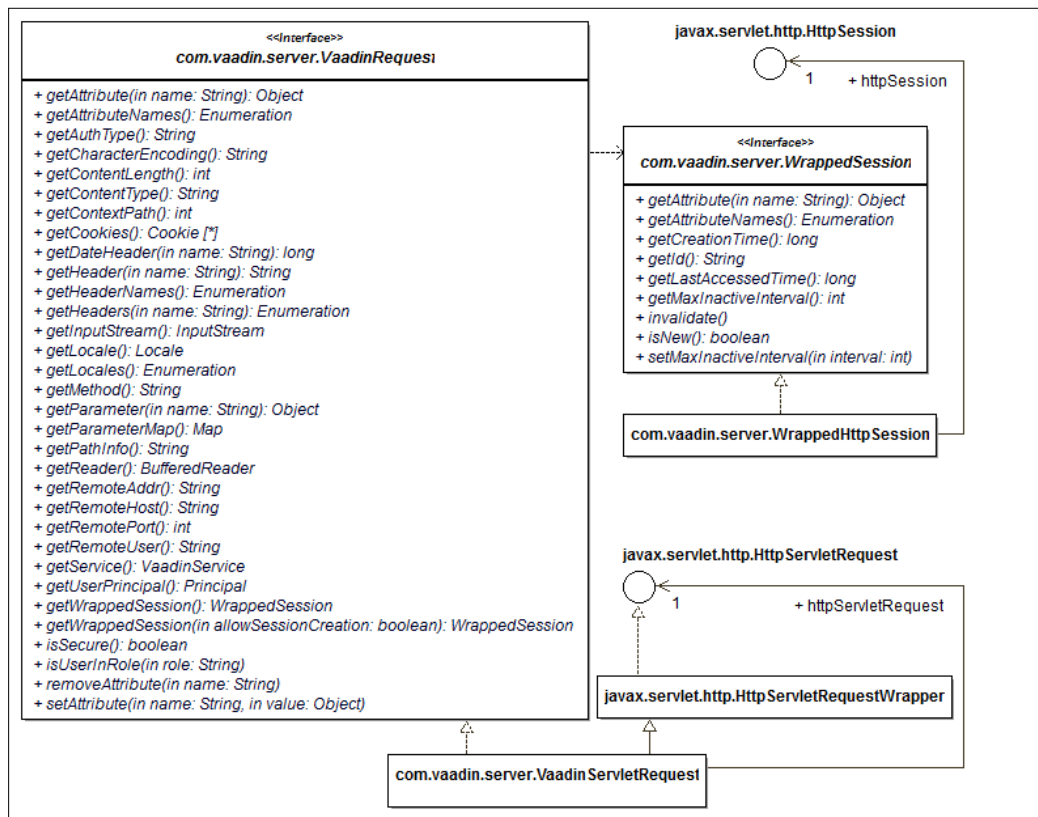 <<Interface>>
com.vaadin.server.VaadinRequest
+ getAttribute(in name: String): Object
+ getAttributeNames(): Enumeration
+ getAuthType(): String
+ getCharacterEncoding(): String
+ getContentLength(): int
+ getContentType(): String
+ getContextPath(): int
+ getCookies(): Cookie [*]
+ getDateHeader(in name: String): long
+ getHeader(in name: String): String
+ getHeaderNames(): Enumeration
+ getHeaders(in name: String): Enumeration
+ getInputStream(): InputStream
+ getLocale(): Locale
+ getLocales(): Enumeration
+ getMethod(): String
+ getParameter(in name: String): Object
+ getParameterMap(): Map
+ getPathInfo(): String
+ getReader(): BufferedReader
+ getRemoteAddr(): String
+ getRemoteHost(): String
+ getRemotePort(): int
+ getRemoteUser(): String
+ getService(): VaadinService
+ getUserPrincipal(): Principal
+ getWrappedSession(): WrappedSession
+ getWrappedSession(in allowSessionCreation: boolean): WrappedSession
+ isSecure(): boolean
+ isUserInRole(in role: String)
+ removeAttribute(in name: String)
+ setAttribute(in name: String, in value: Object)
javax.servlet.http.HttpSession
1
+ httpSession
<<Interface>>
com.vaadin.server.WrappedSession
+ getAttribute(in name: String): Object
+ getAttributeNames(): Enumeration
+ getCreationTime(): long
+ getId(): String
+ getLastAccessedTime(): long
+ getMaxInactiveInterval(): int
+ invalidate()
+ isNew(): boolean
+ setMaxInactiveInterval(in interval: int)
com.vaadin.server.WrappedHttpSession
javax.servlet.http.HttpServletRequest
1
+ httpServletRequest
javax.servlet.http.HttpServletRequestWrapper
com.vaadin.server.VaadinServletRequest